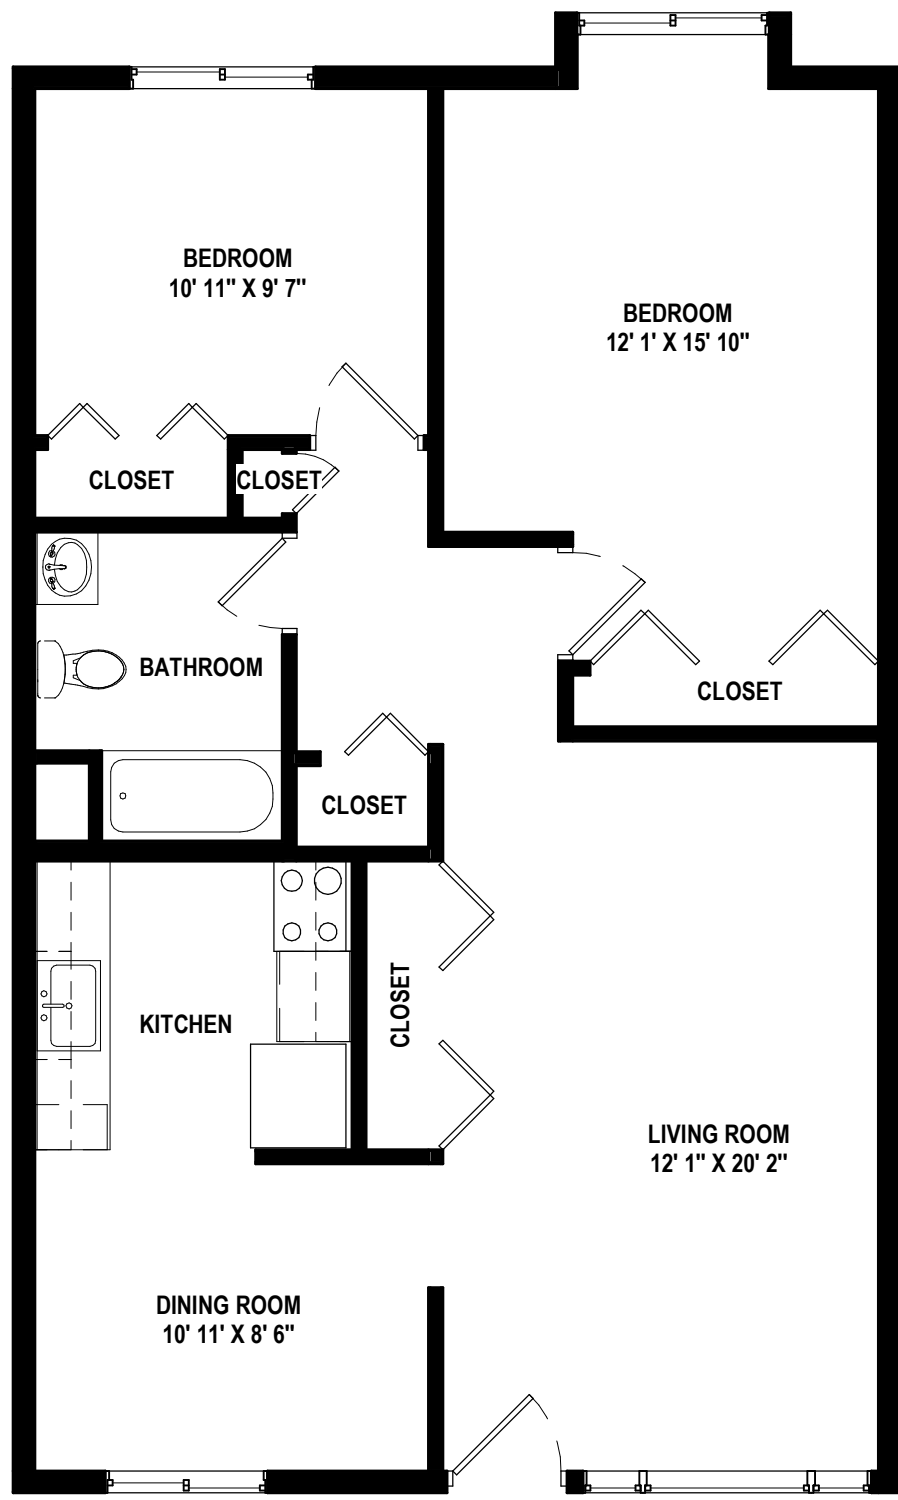 BEDROOM
10' 11" X 9' 7"
BEDROOM
12' 1' X 15' 10"
CLOSET
CLOSET
BATHROOM
CLOSET
CLOSET
CLOSET
KITCHEN
LIVING ROOM
12' 1" X 20' 2"
DINING ROOM
10' 11' X 8' 6"